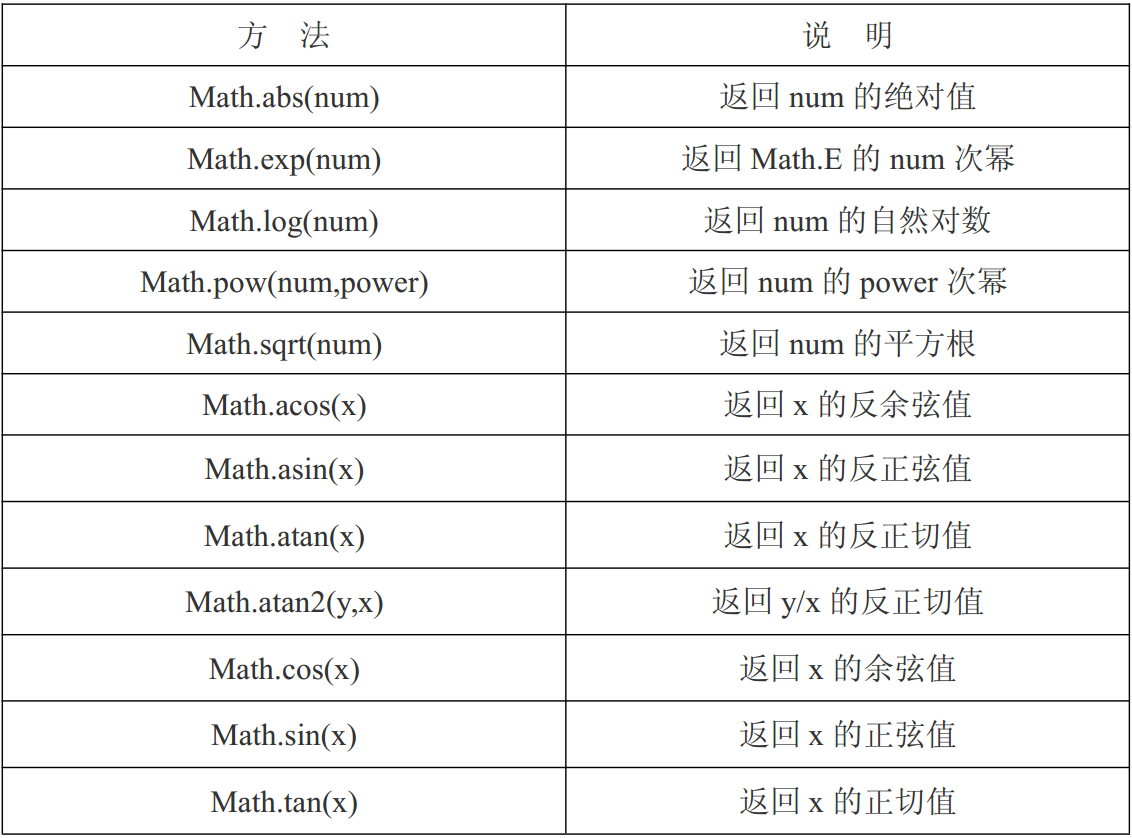 方 法 说 明
Math.abs(num) 返回 num 的绝对值
Math.exp(num) 返回 Math.E 的 num 次幂
Math.log(num) 返回 num 的自然对数
Math.pow(num,power) 返回 num 的 power 次幂
Math.sqrt(num) 返回 num 的平方根
Math.acos(x) 返回 x 的反余弦值
Math.asin(x) 返回 x 的反正弦值
Math.atan(x) 返回 x 的反正切值
Math.atan2(y,x) 返回 y/x 的反正切值
Math.cos(x) 返回 x 的余弦值
Math.sin(x) 返回 x 的正弦值
Math.tan(x) 返回 x 的正切值